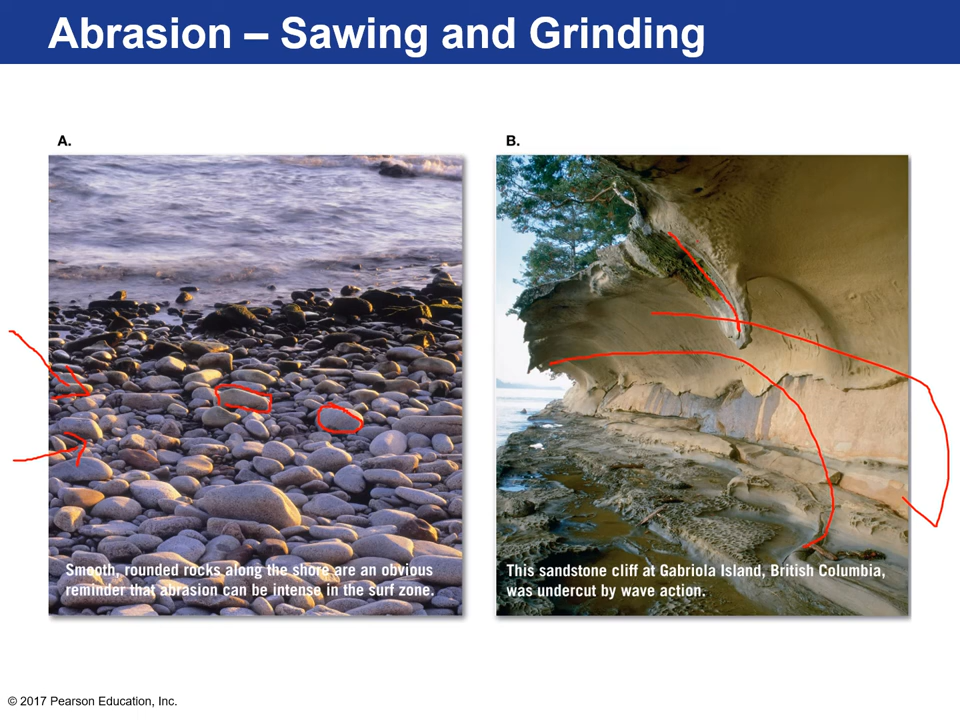 Abrasion – Sawing and Grinding
A.
B.
Smooth, rounded rocks along the shore are an obvious
reminder that abrasion can be intense in the surf zone.
This sandstone cliff at Gabriola Island, British Columbia,
was undercut by wave action.
© 2017 Pearson Education, Inc.